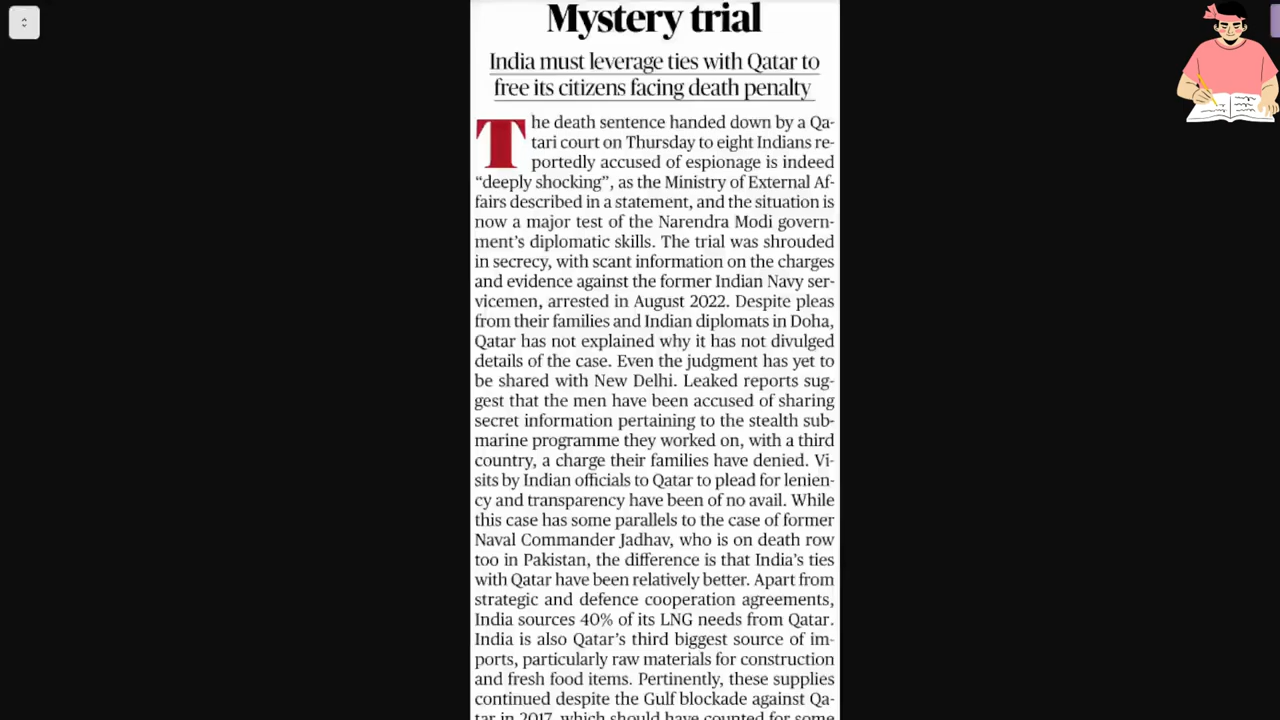 Mystery trial
India must leverage ties with Qatar to
free its citizens facing death penalty
The death sentence handed down by a Qa-
tari court on Thursday to eight Indians re-
portedly accused of espionage is indeed
“deeply shocking”, as the Ministry of External Af-
fairs described in a statement, and the situation is
now a major test of the Narendra Modi govern-
ment’s diplomatic skills. The trial was shrouded
in secrecy, with scant information on the charges
and evidence against the former Indian Navy ser-
vicemen, arrested in August 2022. Despite pleas
from their families and Indian diplomats in Doha,
Qatar has not explained why it has not divulged
details of the case. Even the judgment has yet to
be shared with New Delhi. Leaked reports sug-
gest that the men have been accused of sharing
secret information pertaining to the stealth sub-
marine programme they worked on, with a third
country, a charge their families have denied. Vi-
sits by Indian officials to Qatar to plead for lenien-
cy and transparency have been of no avail. While
this case has some parallels to the case of former
Naval Commander Jadhav, who is on death row
too in Pakistan, the difference is that India’s ties
with Qatar have been relatively better. Apart from
strategic and defence cooperation agreements,
India sources 40% of its LNG needs from Qatar.
India is also Qatar’s third biggest source of im-
ports, particularly raw materials for construction
and fresh food items. Pertinently, these supplies
continued despite the Gulf blockade against Qa-
tar in 2017, which should have counted for some